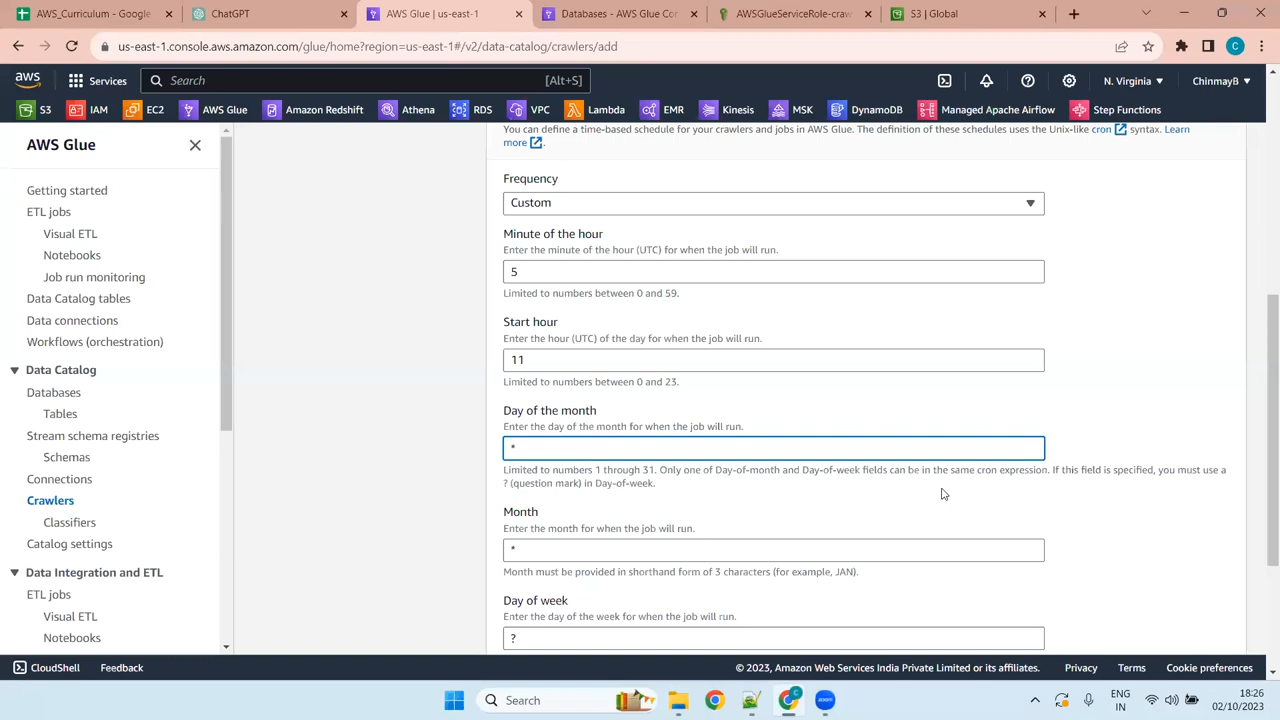 AWS_Curriculum - Google
ChatGPT
AWS Glue | us-east-1
Databases - AWS Glue Con
AWSGlueServiceRole-craw
S3 | Global
us-east-1.console.aws.amazon.com/glue/home?region=us-east-1#/v2/data-catalog/crawlers/add
C
aws
Services
Search
[Alt+S]
N. Virginia
ChinmayB
S3
IAM
EC2
AWS Glue
Amazon Redshift
Athena
RDS
VPC
Lambda
EMR
Kinesis
MSK
DynamoDB
Managed Apache Airflow
Step Functions
AWS Glue
Getting started
ETL jobs
Visual ETL
Notebooks
Job run monitoring
Data Catalog tables
Data connections
Workflows (orchestration)
Data Catalog
Databases
Tables
Stream schema registries
Schemas
Connections
Crawlers
Classifiers
Catalog settings
Data Integration and ETL
ETL jobs
Visual ETL
Notebooks
You can define a time-based schedule for your crawlers and jobs in AWS Glue. The definition of these schedules uses the Unix-like cron syntax. Learn
more .
Frequency
Custom
Minute of the hour
Enter the minute of the hour (UTC) for when the job will run.
5
Limited to numbers between 0 and 59.
Start hour
Enter the hour (UTC) of the day for when the job will run.
11
Limited to numbers between 0 and 23.
Day of the month
Enter the day of the month for when the job will run.
*
Limited to numbers 1 through 31. Only one of Day-of-month and Day-of-week fields can be in the same cron expression. If this field is specified, you must use a
? (question mark) in Day-of-week.
Month
Enter the month for when the job will run.
*
Month must be provided in shorthand form of 3 characters (for example, JAN).
Day of week
Enter the day of the week for when the job will run.
?
CloudShell
Feedback
© 2023, Amazon Web Services India Private Limited or its affiliates.
Privacy
Terms
Cookie preferences
Search
zoom
ENG
IN
18:26
02/10/2023